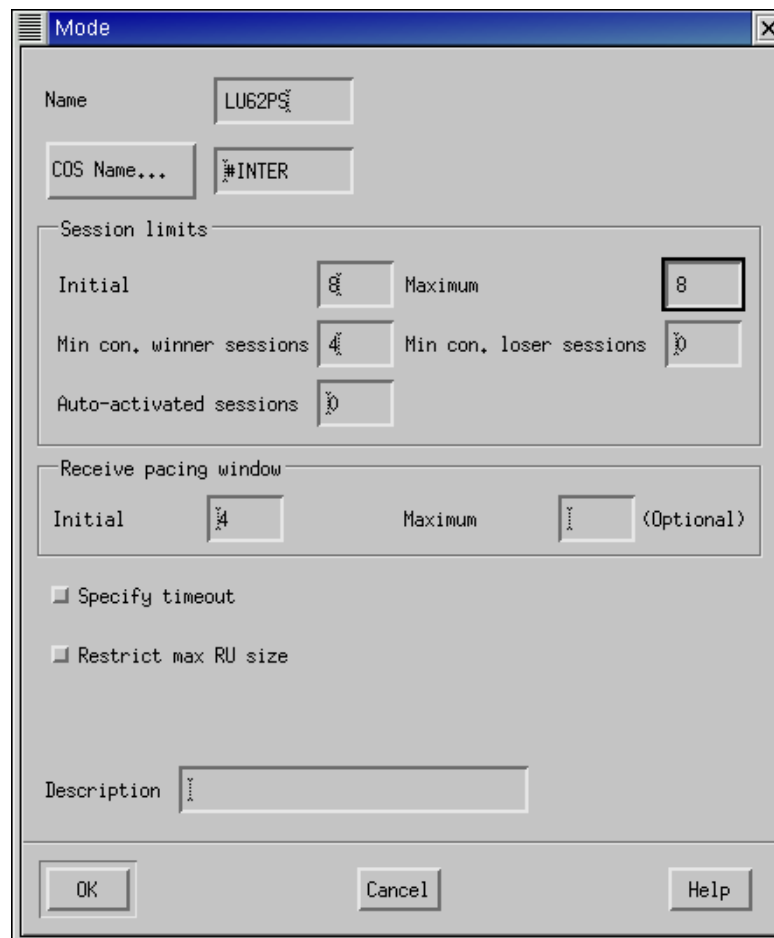 Mode
Name LU62PS
COS Name... #INTER
Session limits
Initial 8 Maximum 8
Min con. winner sessions 4 Min con. loser sessions 0
Auto-activated sessions 0
Receive pacing window
Initial 4 Maximum (Optional)
Specify timeout
Restrict max RU size
Description
OK Cancel Help